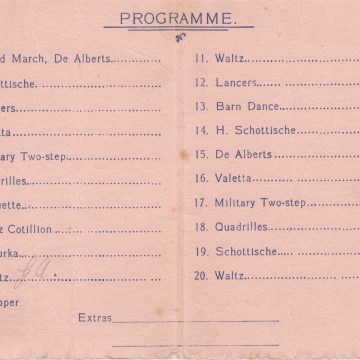 PROGRAMME.
d March, De Alberts
ottische
ers
ta
ary Two-step
drilles
ette
z Cotillion
urka
tz
pper
11. Waltz
12. Lancers
13. Barn Dance
14. H. Schottische
15. De Alberts
16. Valetta
17. Military Two-step
18. Quadrilles
19. Schottische
20. Waltz
Extras